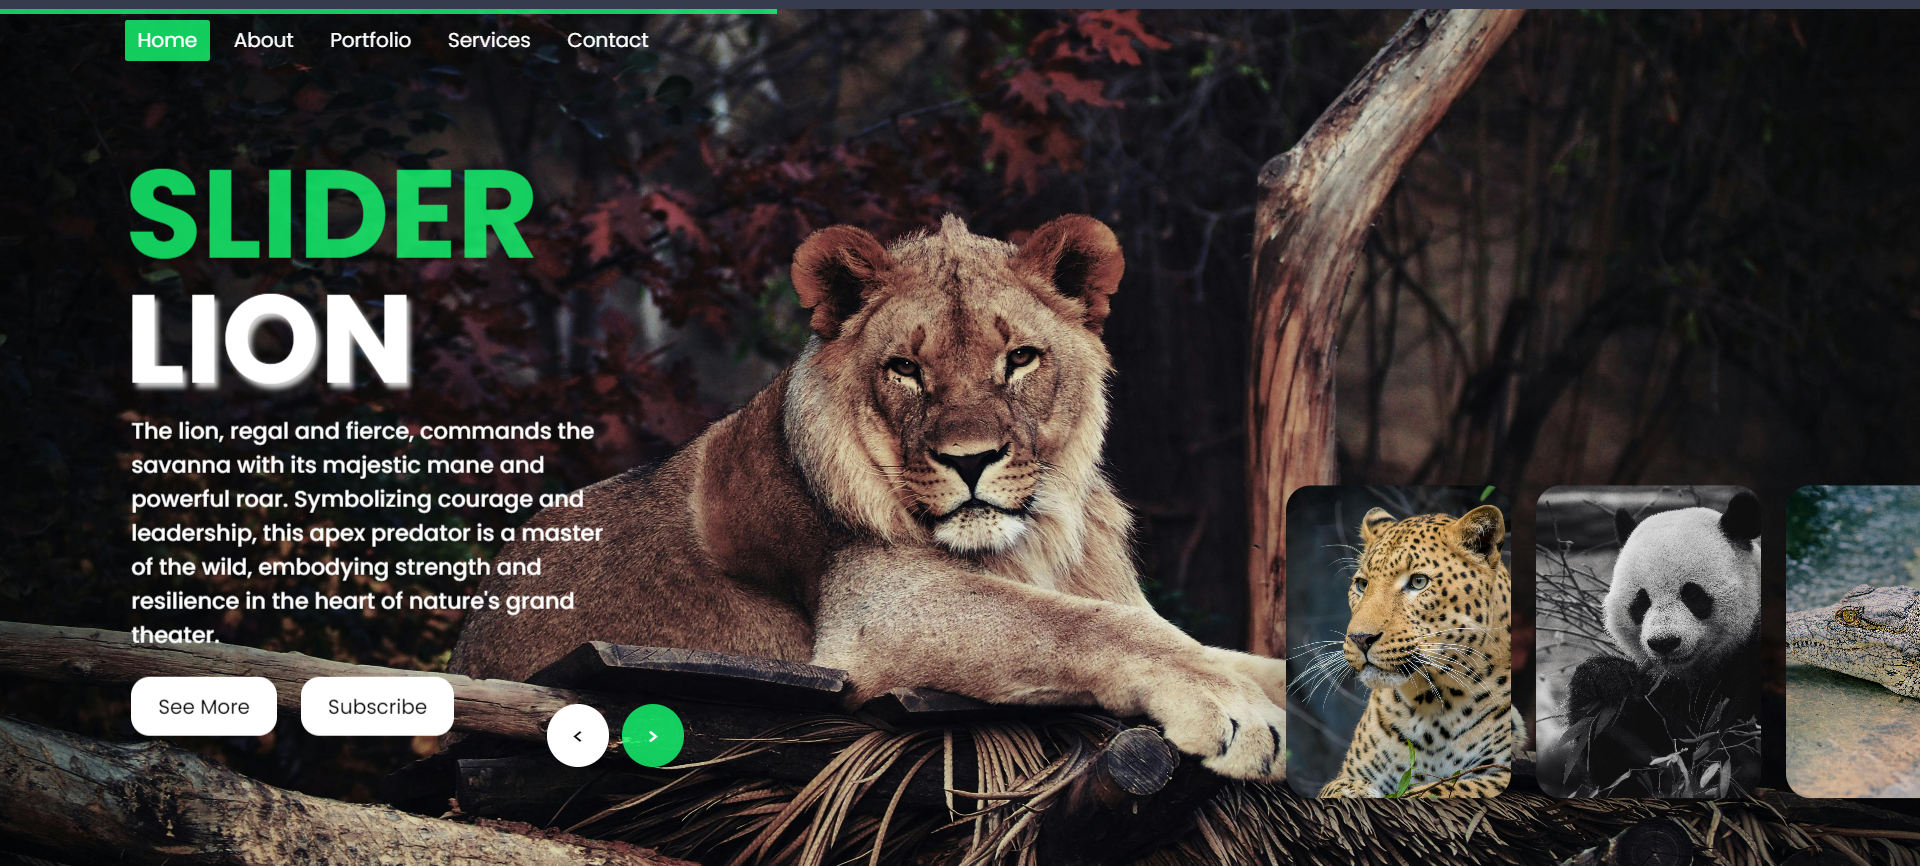 Home About Portfolio Services Contact
SLIDER
LION
The lion, regal and fierce, commands the
savanna with its majestic mane and
powerful roar. Symbolizing courage and
leadership, this apex predator is a master
of the wild, embodying strength and
resilience in the heart of nature's grand
theater.
See More Subscribe
< >